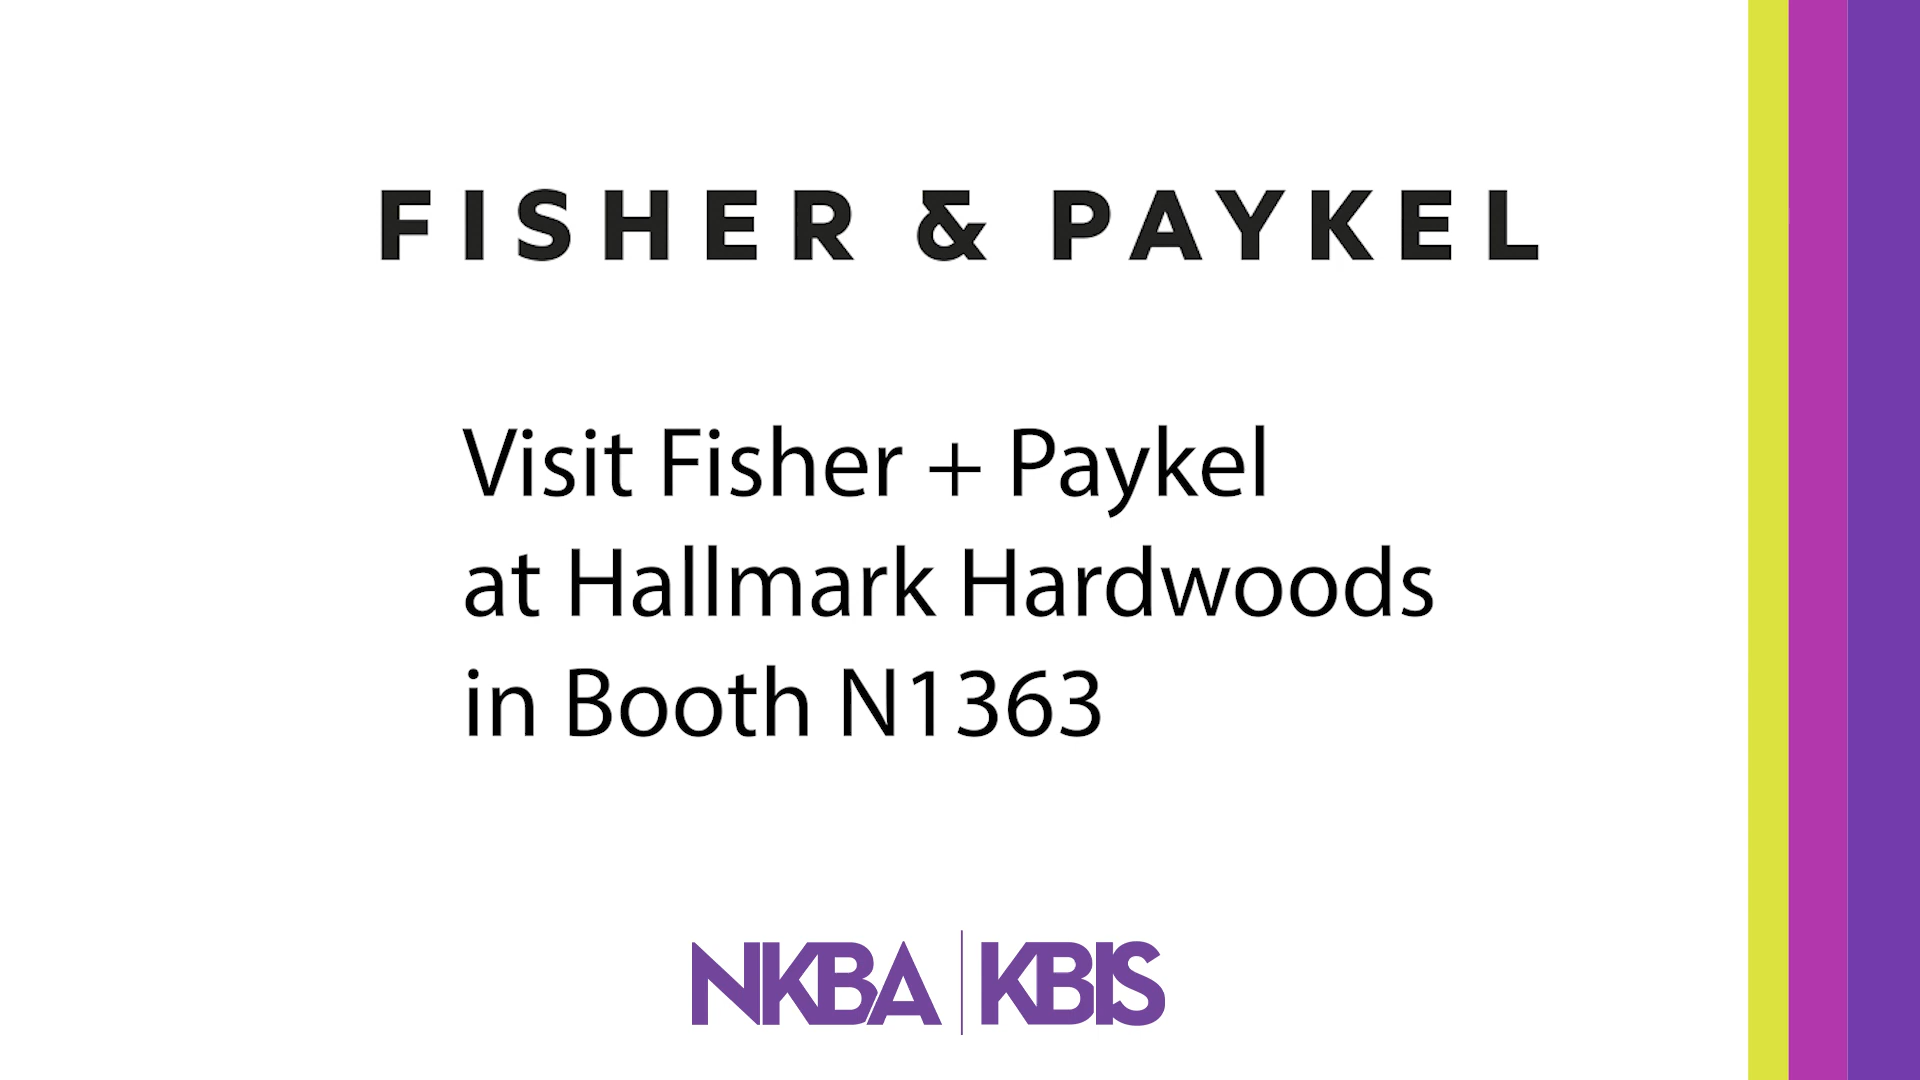 FISHER & PAYKEL
Visit Fisher + Paykel
at Hallmark Hardwoods
in Booth N1363
NKBA | KBIS